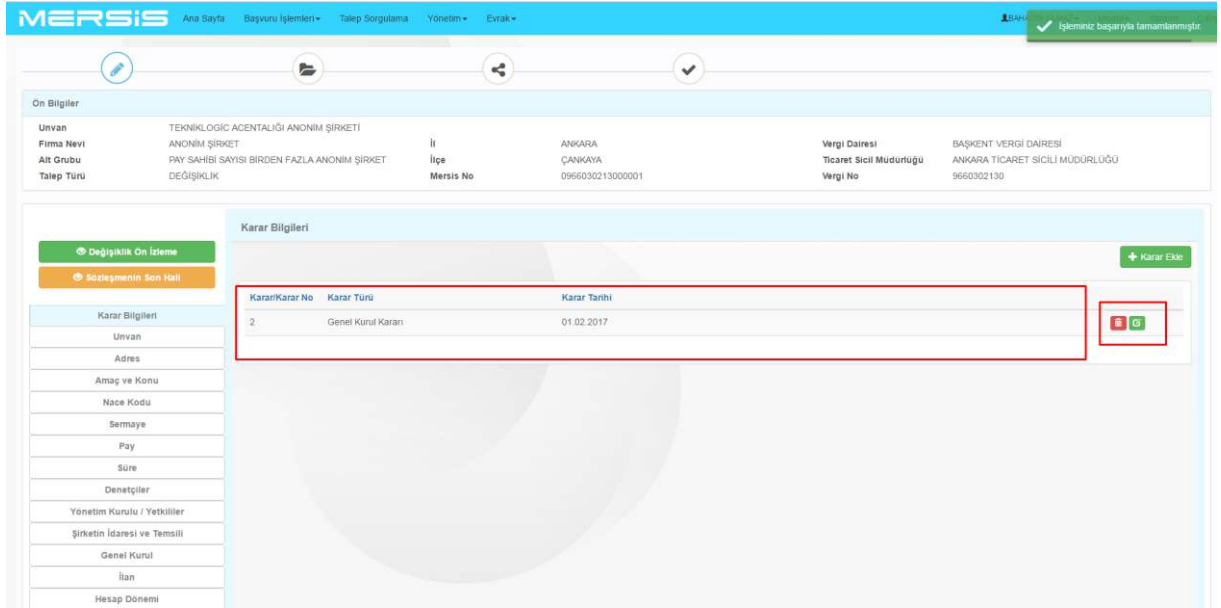 MERSİS Ana Sayfa Başvuru İşlemleri Talep Sorgulama Yönetim Evrak
İşleminiz başarıyla tamamlanmıştır.
Ön Bilgiler
Unvan TEKNİKLOGİC ACENTALIĞI ANONİM ŞİRKETİ
Firma Nevi ANONİM ŞİRKET İl ANKARA Vergi Dairesi BAŞKENT VERGİ DAİRESİ
Alt Grubu PAY SAHİBİ SAYISI BİRDEN FAZLA ANONİM ŞİRKET İlçe ÇANKAYA Ticaret Sicil Müdürlüğü ANKARA TİCARET SİCİLİ MÜDÜRLÜĞÜ
Talep Türü DEĞİŞİKLİK Mersis No 0966030213000001 Vergi No 9660302130
Karar Bilgileri
Değişiklik Ön İzleme
Karar Ekle
Sözleşmenin Son Hali
Karar/Karar No Karar Türü Karar Tarihi
2 Genel Kurul Kararı 01.02.2017
Karar Bilgileri
Unvan
Adres
Amaç ve Konu
Nace Kodu
Sermaye
Pay
Süre
Denetçiler
Yönetim Kurulu / Yetkililer
Şirketin İdaresi ve Temsili
Genel Kurul
İlan
Hesap Dönemi